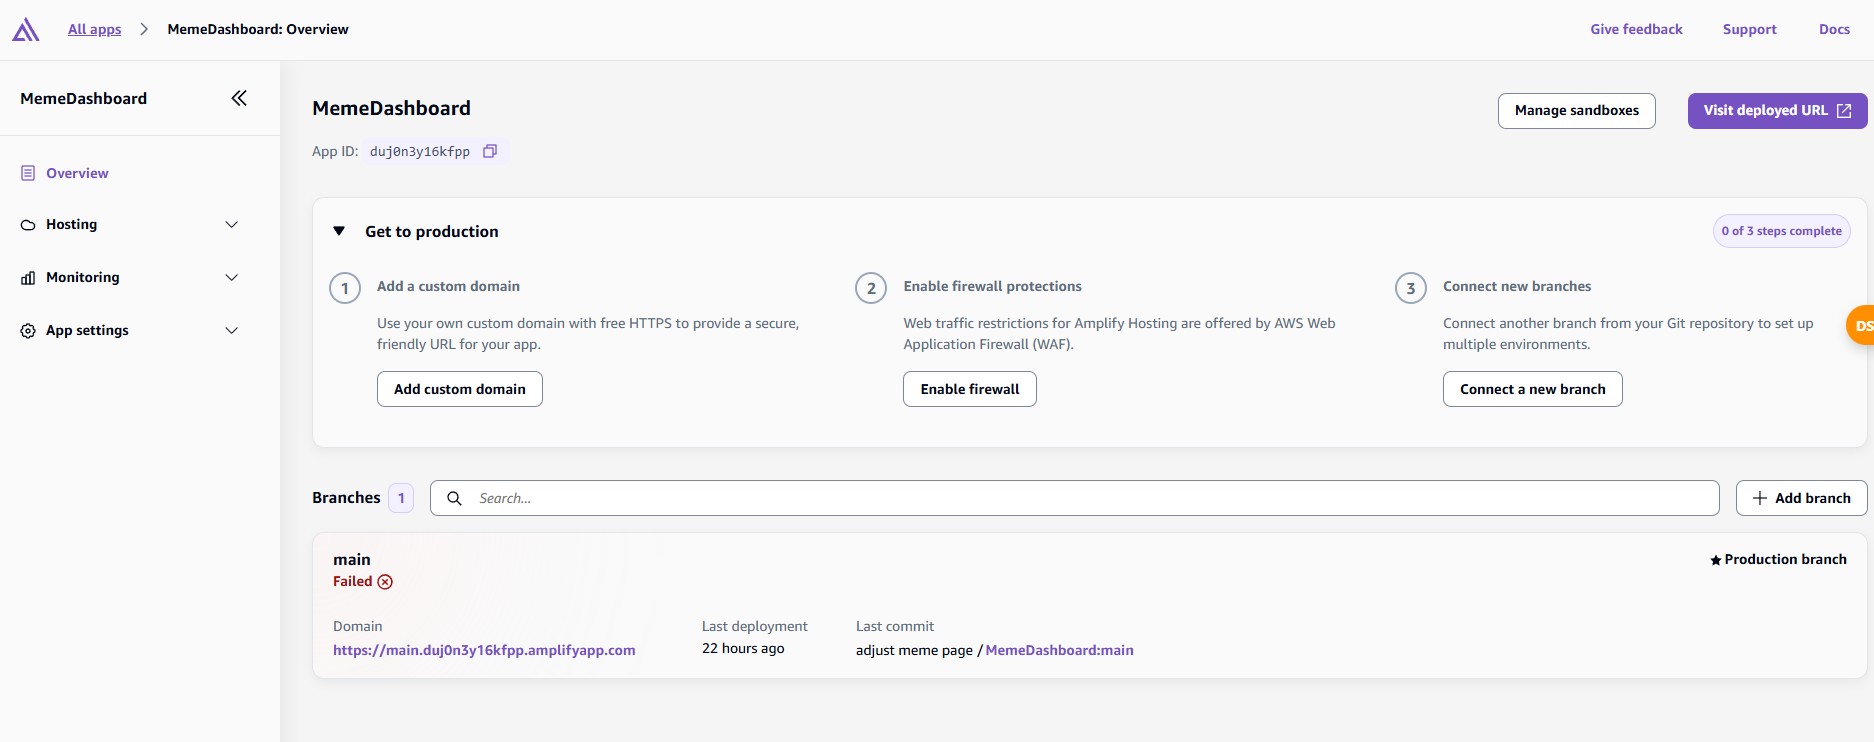 All apps > MemeDashboard: Overview
Give feedback Support Docs
MemeDashboard
Overview
Hosting
Monitoring
App settings
MemeDashboard
Manage sandboxes
Visit deployed URL
App ID: duj0n3y16kfpp
Get to production
0 of 3 steps complete
1 Add a custom domain
Use your own custom domain with free HTTPS to provide a secure,
friendly URL for your app.
Add custom domain
2 Enable firewall protections
Web traffic restrictions for Amplify Hosting are offered by AWS Web
Application Firewall (WAF).
Enable firewall
3 Connect new branches
Connect another branch from your Git repository to set up
multiple environments.
Connect a new branch
DS
Branches 1
Search...
Add branch
main
Failed
Production branch
Domain
https://main.duj0n3y16kfpp.amplifyapp.com
Last deployment
22 hours ago
Last commit
adjust meme page / MemeDashboard:main